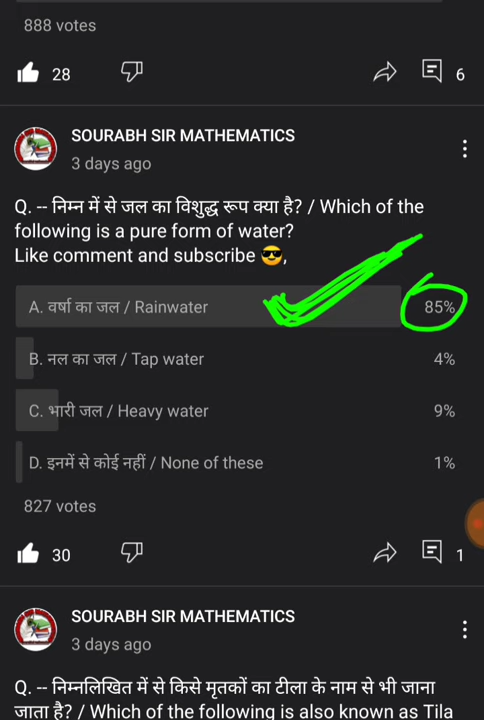 888 votes
28
6
SOURABH SIR MATHEMATICS
3 days ago
Q. -- निम्न में से जल का विशुद्ध रूप क्या है? / Which of the
following is a pure form of water?
Like comment and subscribe 😎,
A. वर्षा का जल / Rainwater
85%
B. नल का जल / Tap water
4%
C. भारी जल / Heavy water
9%
D. इनमें से कोई नहीं / None of these
1%
827 votes
30
1
SOURABH SIR MATHEMATICS
3 days ago
Q. -- निम्नलिखित में से किसे मृतकों का टीला के नाम से भी जाना
जाता है? / Which of the following is also known as Tila